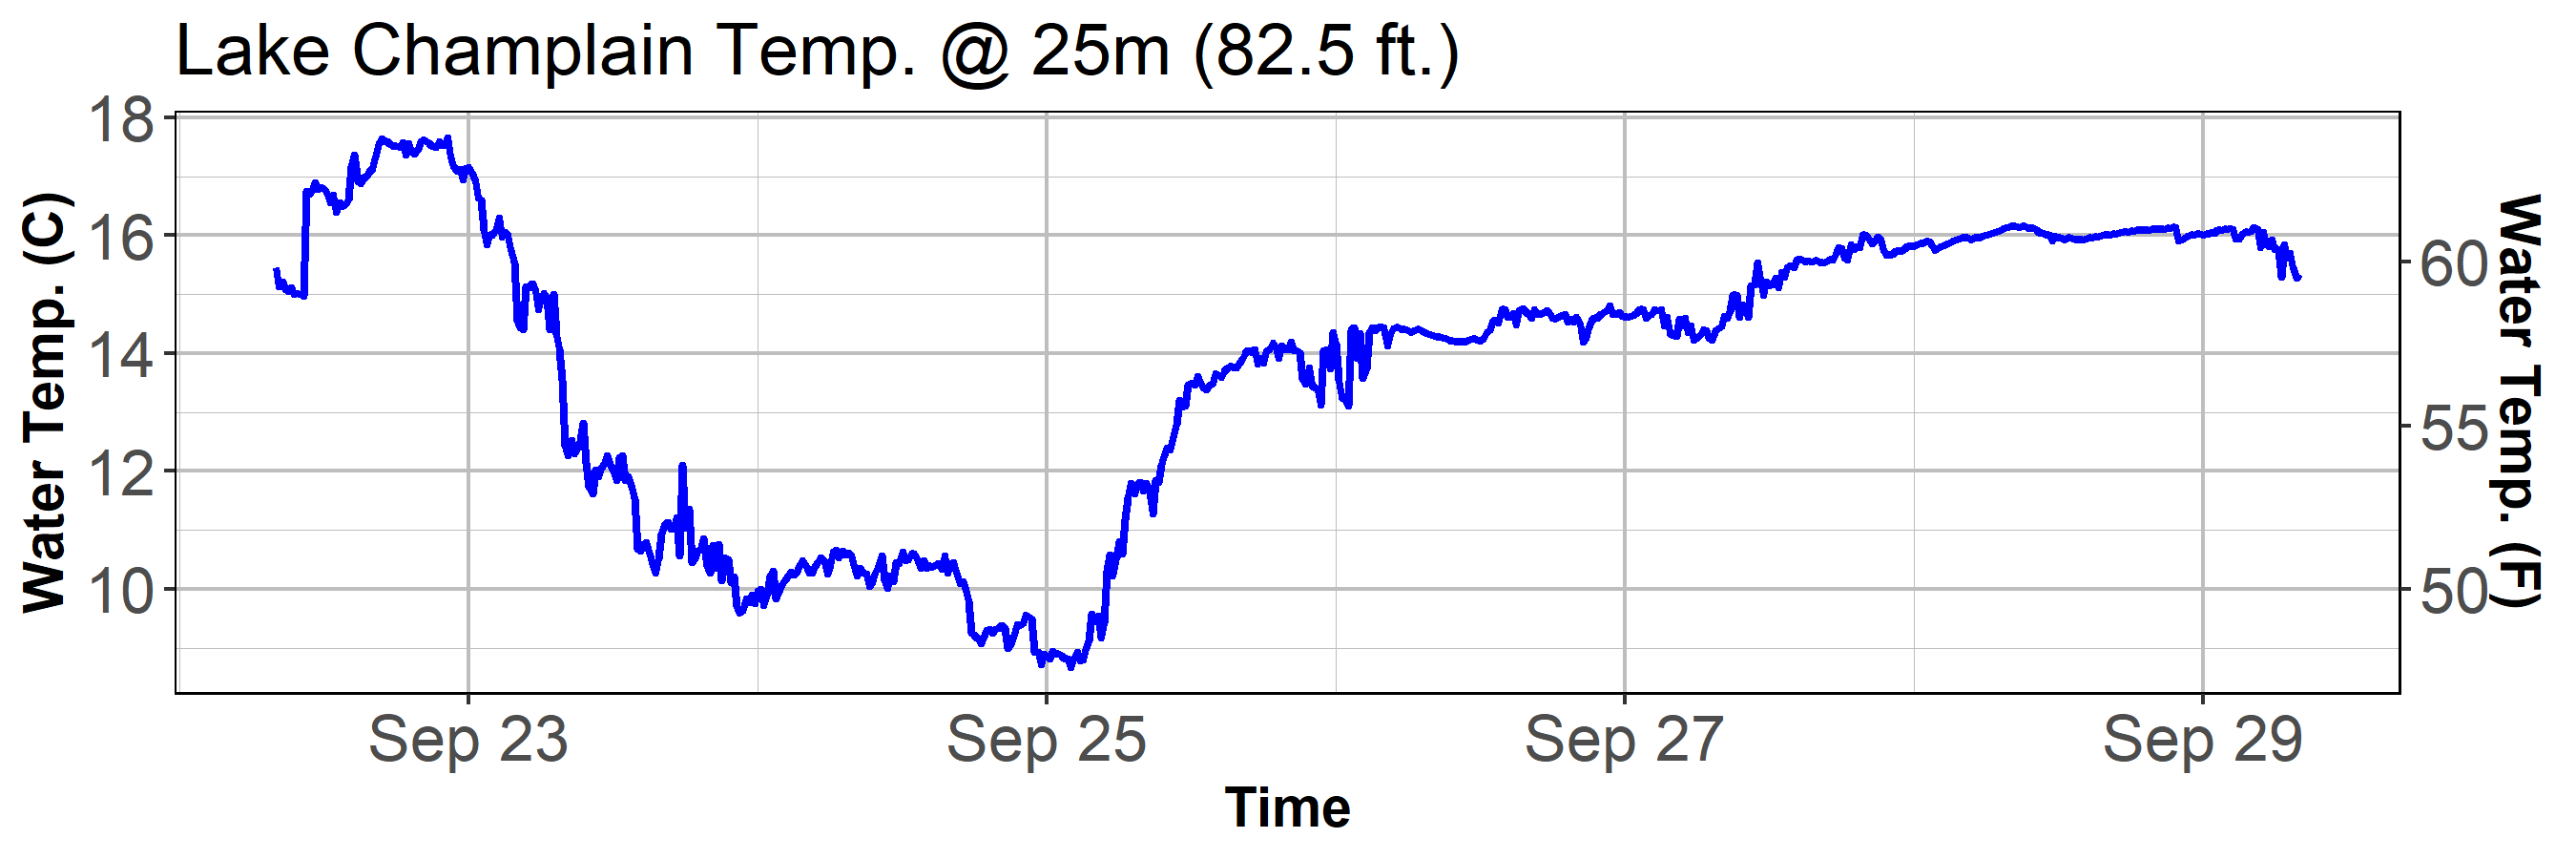 Lake Champlain Temp. @ 25m (82.5 ft.)
Water Temp. (C)
18
16
14
12
10
60
55
50
Water Temp. (F)
Sep 23
Sep 25
Sep 27
Sep 29
Time